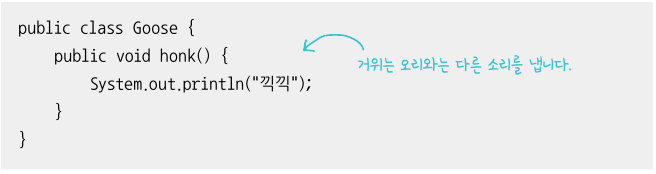 public class Goose {
public void honk() {
거위는 오리와는 다른 소리를 냅니다.
System.out.println("끽끽");
}
}